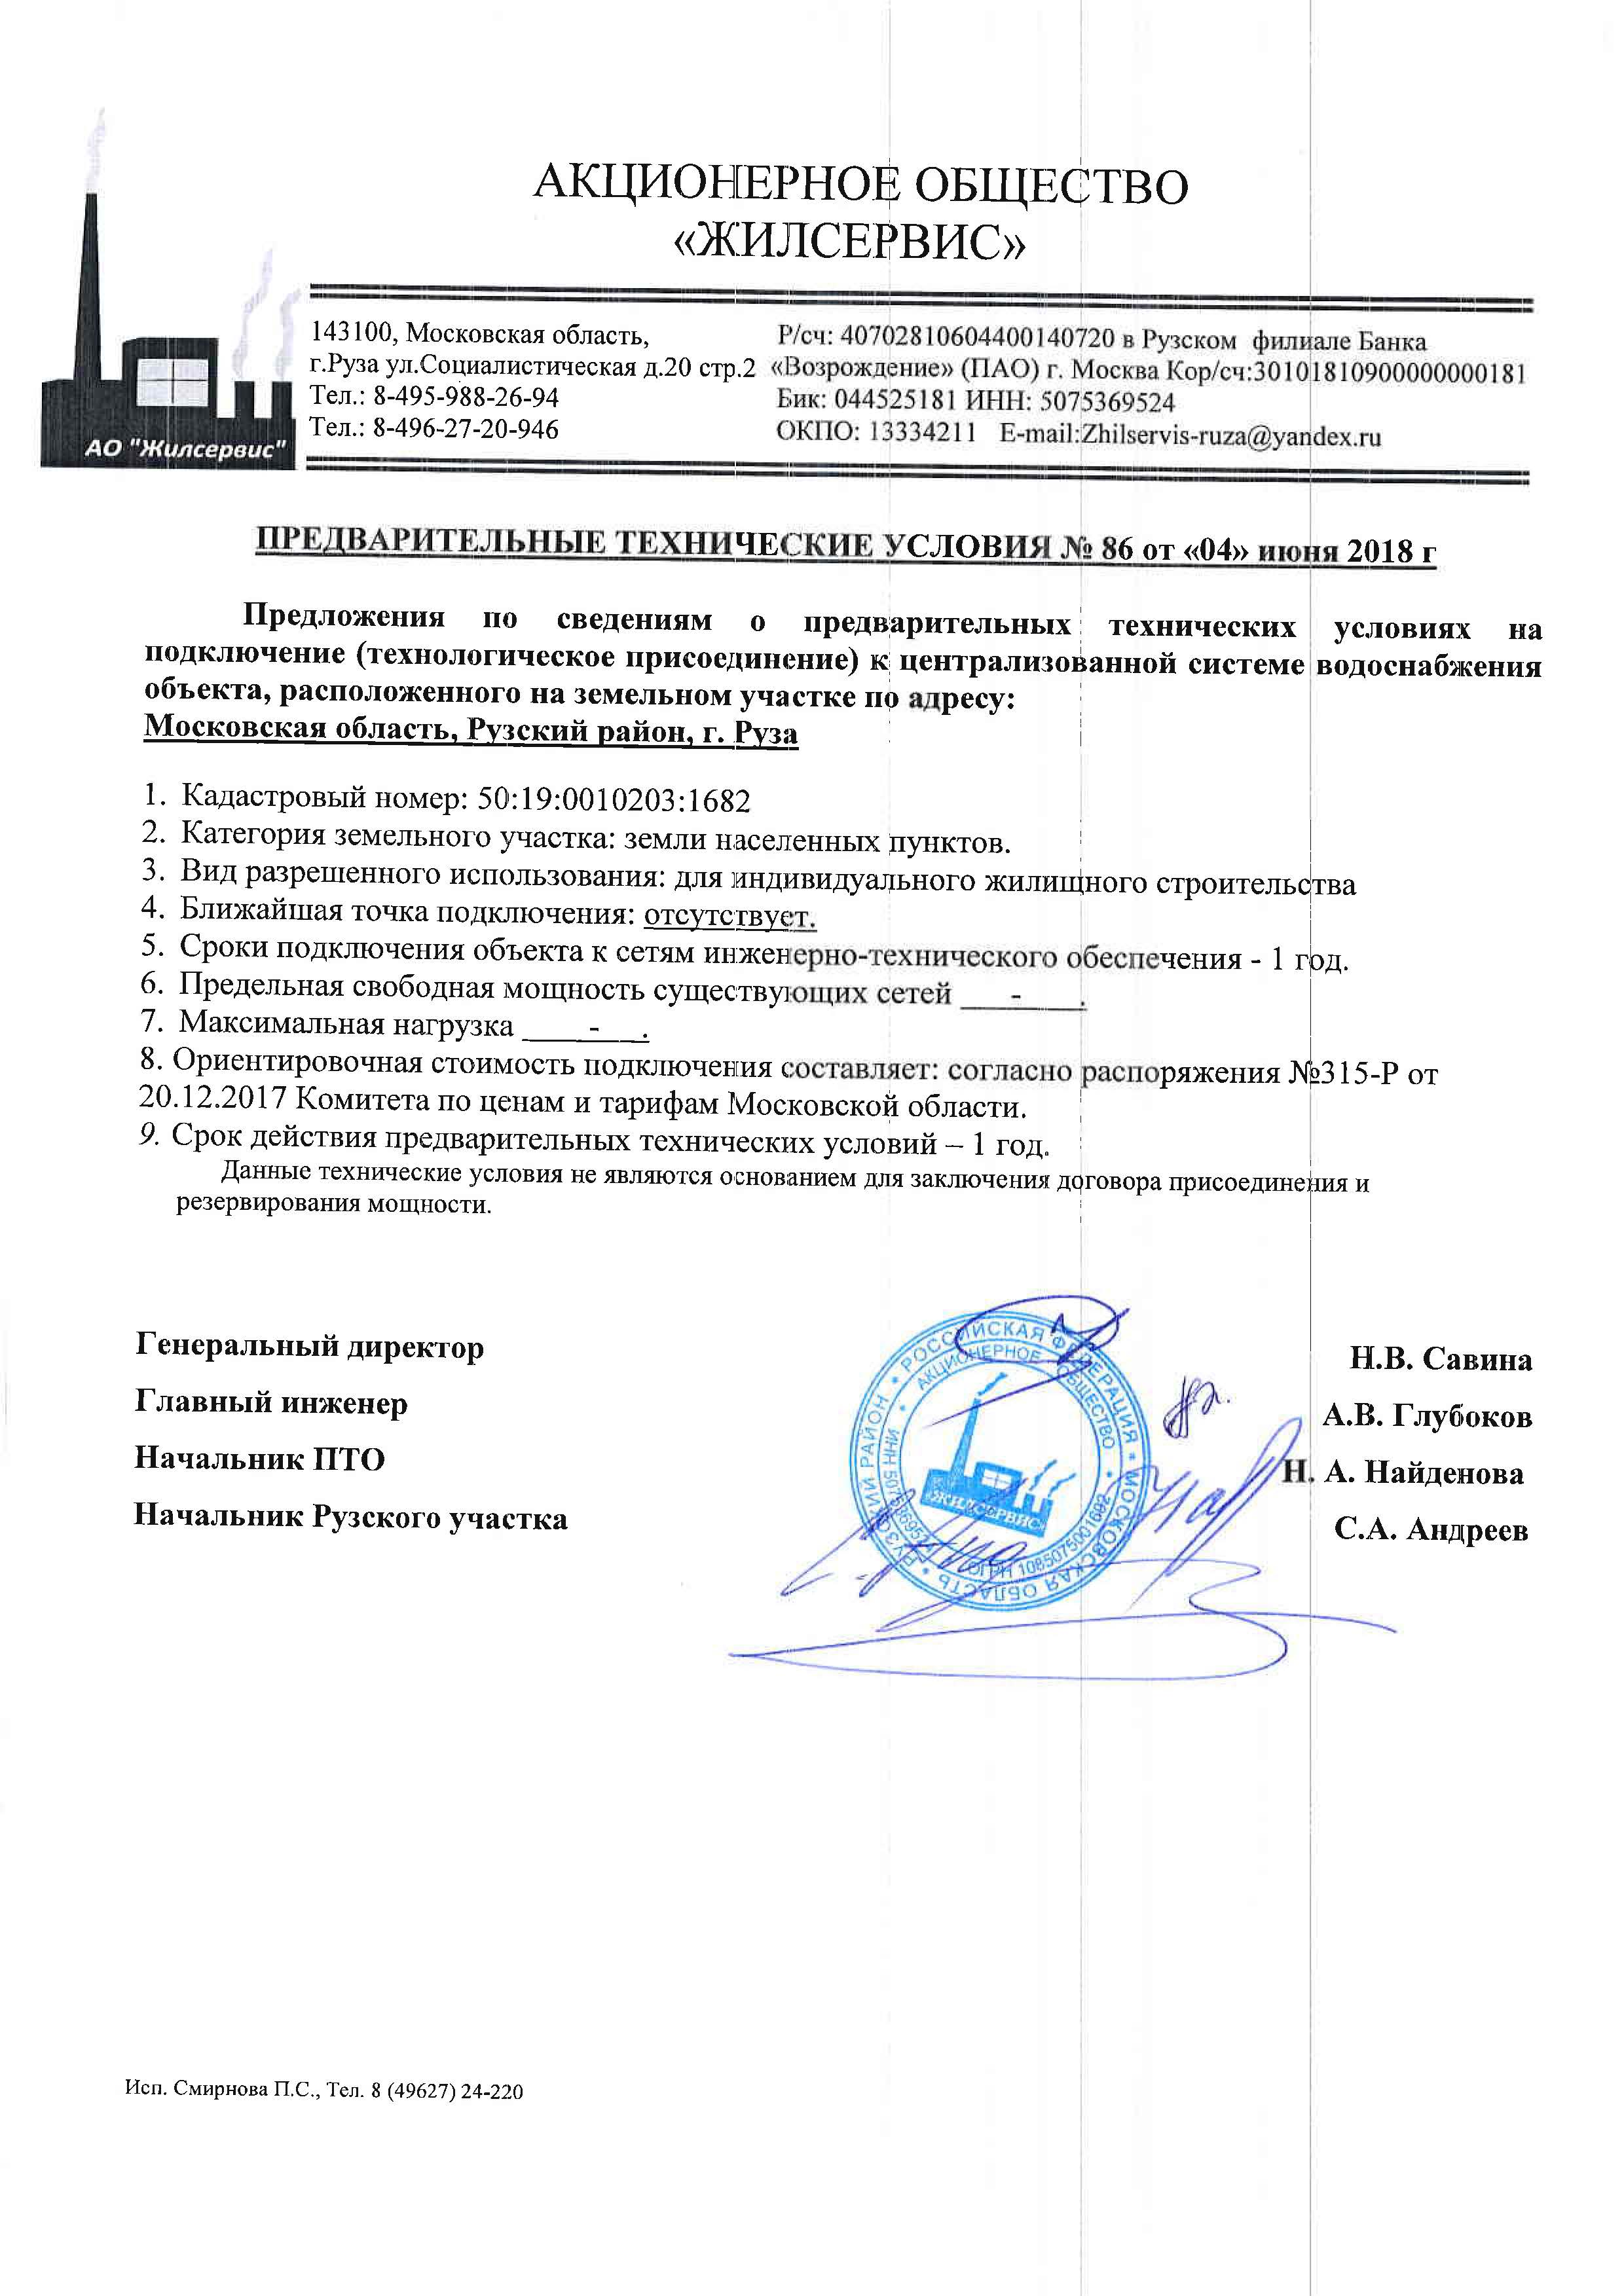 АКЦИОНЕРНОЕ ОБЩЕСТВО
«ЖИЛСЕРВИС»
АО "Жилсервис"
143100, Московская область,
г.Руза ул.Социалистическая д.20 стр.2
Тел.: 8-495-988-26-94
Тел.: 8-496-27-20-946
Р/сч: 40702810604400140720 в Рузском филиале Банка
«Возрождение» (ПАО) г. Москва Кор/сч:30101810900000000181
Бик: 044525181 ИНН: 5075369524
ОКПО: 13334211 E-mail:Zhilservis-ruza@yandex.ru
ПРЕДВАРИТЕЛЬНЫЕ ТЕХНИЧЕСКИЕ УСЛОВИЯ № 86 от «04» июня 2018 г
Предложения по сведениям о предварительных технических условиях на
подключение (технологическое присоединение) к централизованной системе водоснабжения
объекта, расположенного на земельном участке по адресу:
Московская область, Рузский район, г. Руза
1. Кадастровый номер: 50:19:0010203:1682
2. Категория земельного участка: земли населенных пунктов.
3. Вид разрешенного использования: для индивидуального жилищного строительства
4. Ближайшая точка подключения: отсутствует.
5. Сроки подключения объекта к сетям инженерно-технического обеспечения - 1 год.
6. Предельная свободная мощность существующих сетей ___-____.
7. Максимальная нагрузка ____-___.
8. Ориентировочная стоимость подключения составляет: согласно распоряжения №315-Р от
20.12.2017 Комитета по ценам и тарифам Московской области.
9. Срок действия предварительных технических условий – 1 год.
Данные технические условия не являются основанием для заключения договора присоединения и
резервирования мощности.
Генеральный директор Н.В. Савина
Главный инженер А.В. Глубоков
Начальник ПТО Н. А. Найденова
Начальник Рузского участка С.А. Андреев
РОССИЙСКАЯ ФЕДЕРАЦИЯ • МОСКОВСКАЯ ОБЛАСТЬ • РУЗСКИЙ РАЙОН •
АКЦИОНЕРНОЕ ОБЩЕСТВО
«ЖИЛСЕРВИС»
Исп. Смирнова П.С., Тел. 8 (49627) 24-220